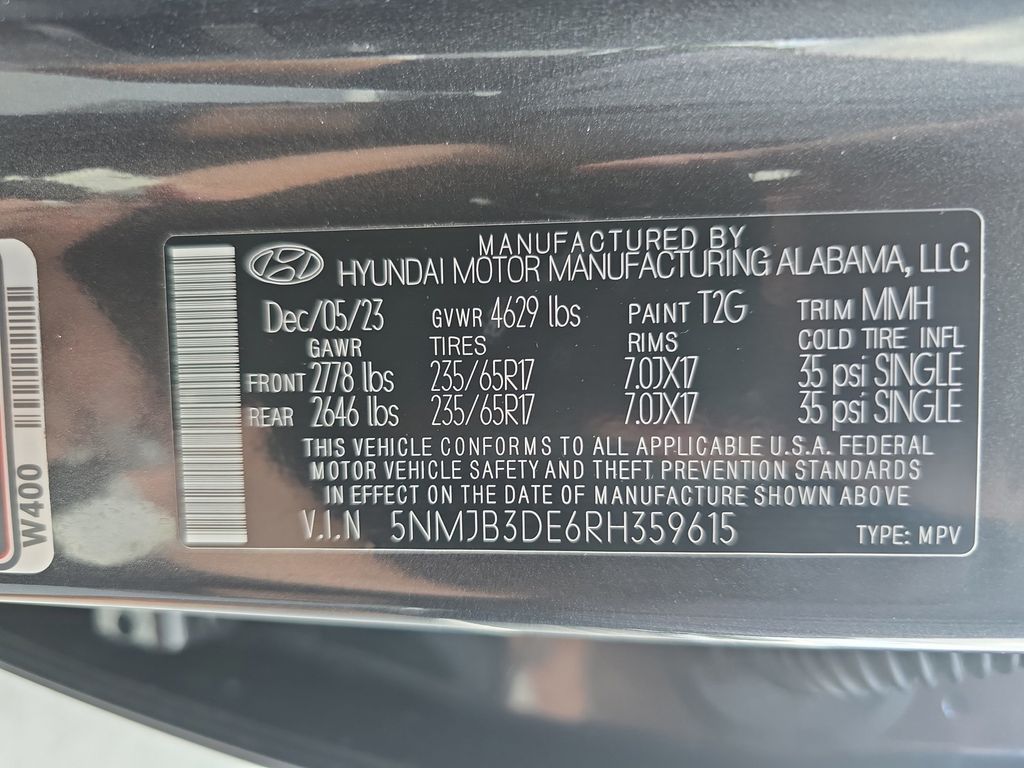 MANUFACTURED BY
HYUNDAI MOTOR MANUFACTURING ALABAMA, LLC
Dec/05/23 GVWR 4629 lbs PAINT T2G TRIM MMH
GAWR TIRES RIMS COLD TIRE INFL
FRONT 2778 lbs 235/65R17 7.0JX17 35 psi SINGLE
REAR 2646 lbs 235/65R17 7.0JX17 35 psi SINGLE
THIS VEHICLE CONFORMS TO ALL APPLICABLE U.S.A. FEDERAL
MOTOR VEHICLE SAFETY AND THEFT PREVENTION STANDARDS
IN EFFECT ON THE DATE OF MANUFACTURE SHOWN ABOVE
V.I.N 5NMJB3DE6RH359615 TYPE: MPV
W400